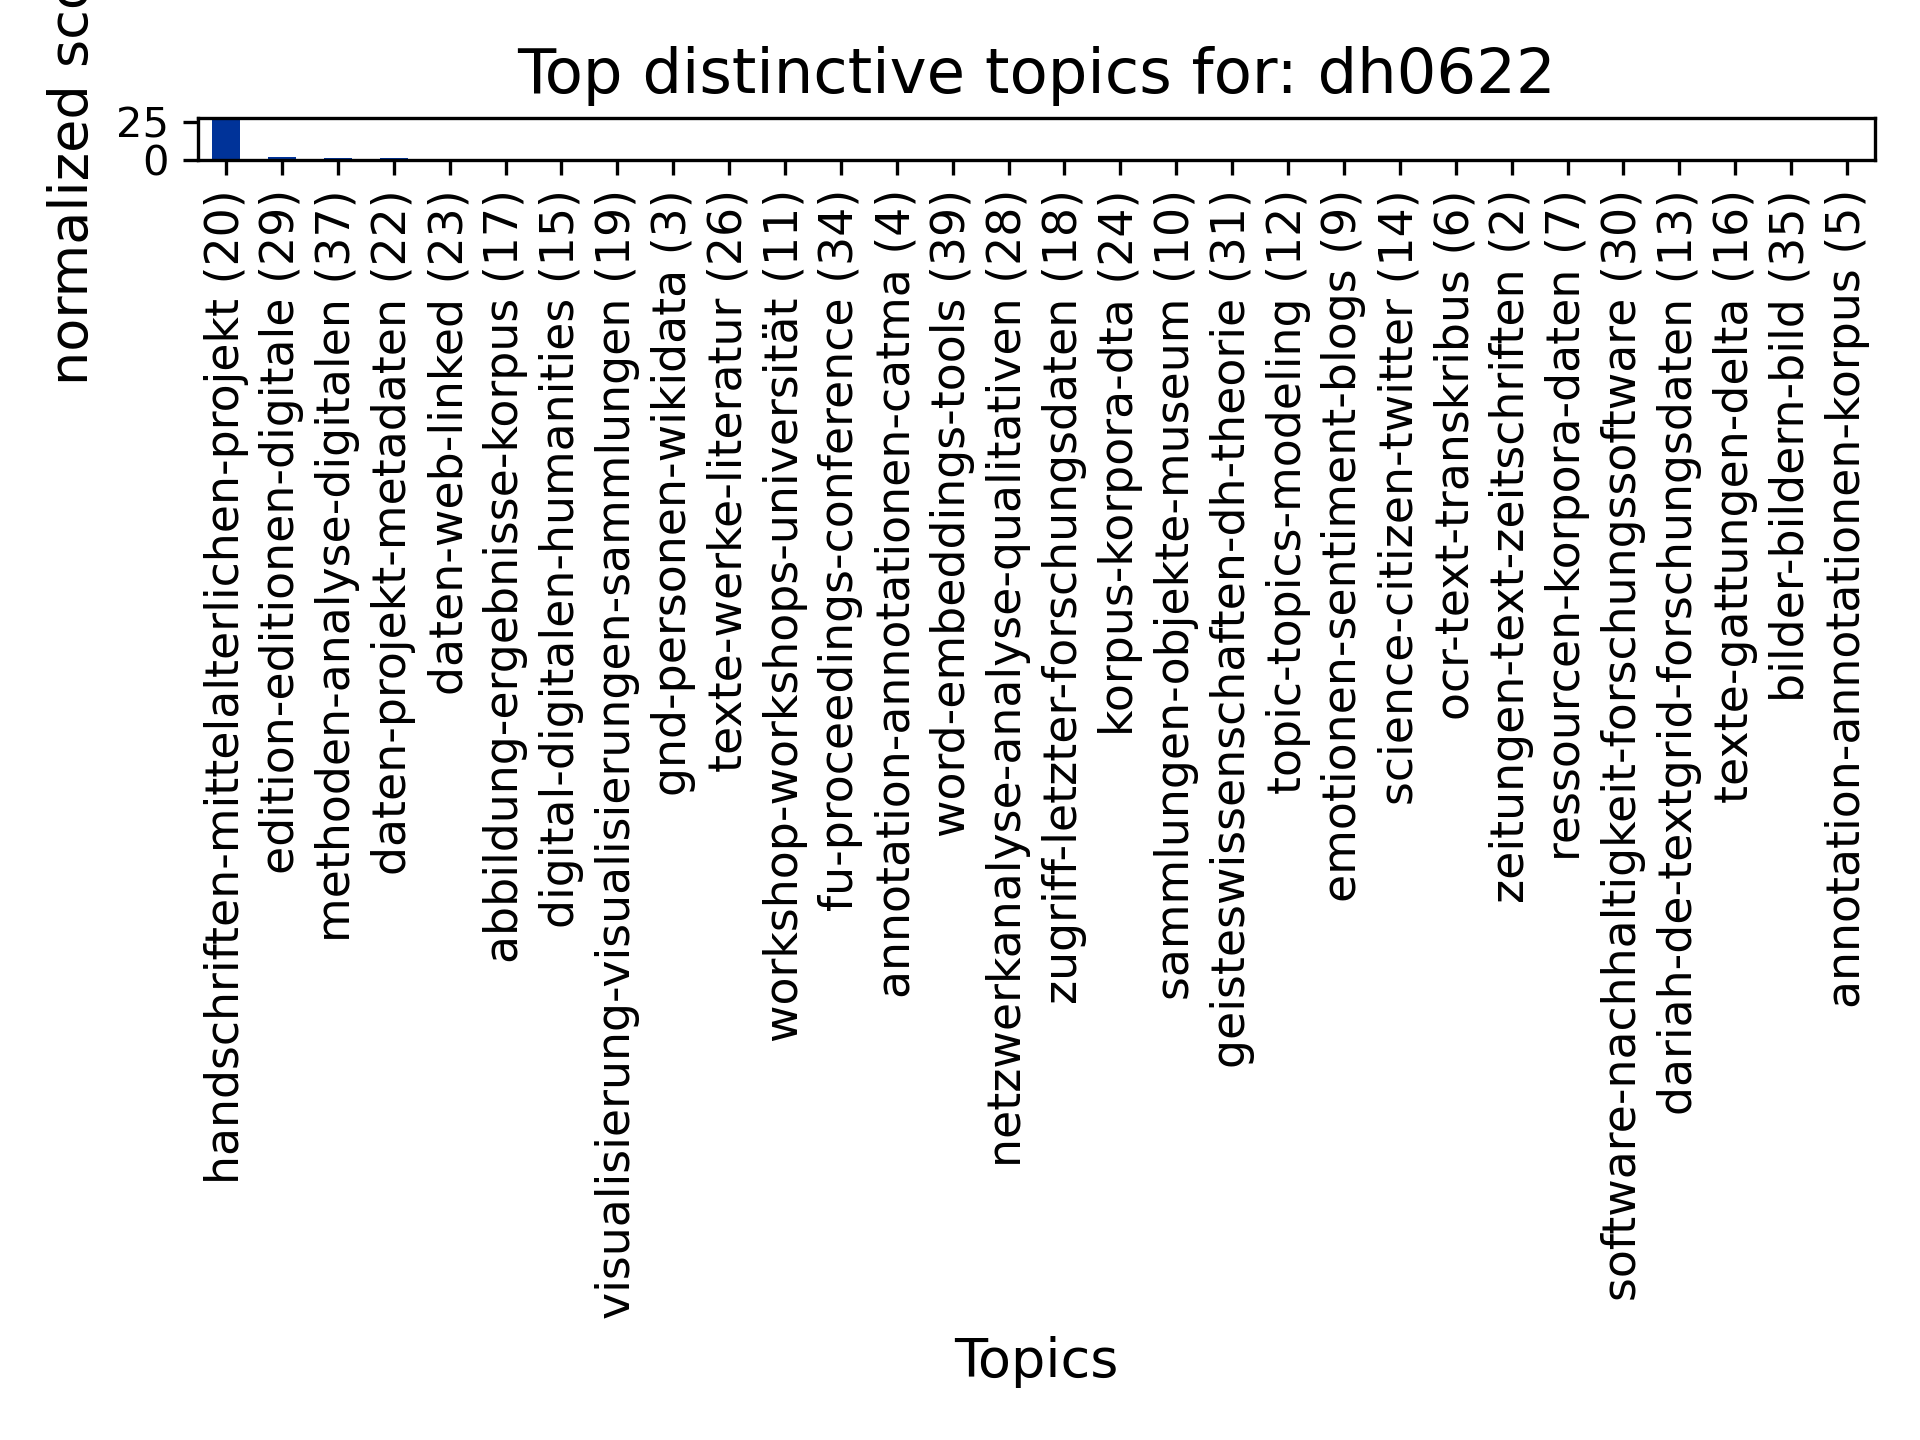 Top distinctive topics for: dh0622
normalized
25
0
handschriften-mittelalterlichen-projekt (20)
edition-editionen-digitale (29)
methoden-analyse-digitalen (37)
daten-projekt-metadaten (22)
daten-web-linked (23)
abbildung-ergebnisse-korpus (17)
digital-digitalen-humanities (15)
visualisierung-visualisierungen-sammlungen (19)
gnd-personen-wikidata (3)
texte-werke-literatur (26)
workshop-workshops-universität (11)
fu-proceedings-conference (34)
annotation-annotationen-catma (4)
word-embeddings-tools (39)
netzwerkanalyse-analyse-qualitativen (28)
zugriff-letzter-forschungsdaten (18)
korpus-korpora-dta (24)
sammlungen-objekte-museum (10)
geisteswissenschaften-dh-theorie (31)
topic-topics-modeling (12)
emotionen-sentiment-blogs (9)
science-citizen-twitter (14)
ocr-text-transkribus (6)
zeitungen-text-zeitschriften (2)
ressourcen-korpora-daten (7)
software-nachhaltigkeit-forschungssoftware (30)
dariah-de-textgrid-forschungsdaten (13)
texte-gattungen-delta (16)
bilder-bildern-bild (35)
annotation-annotationen-korpus (5)
Topics